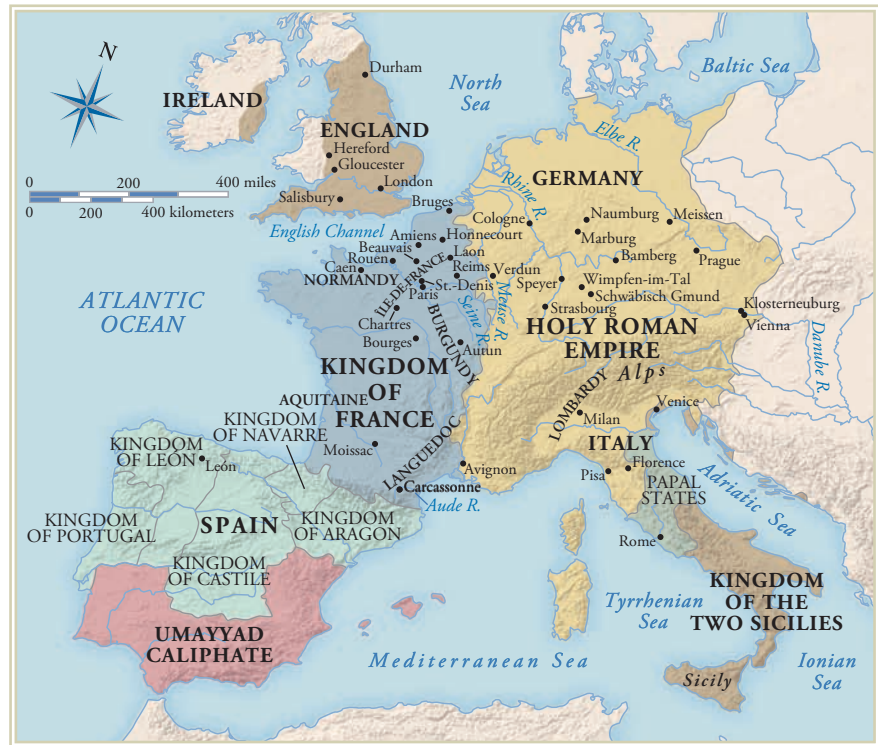 N
Durham
North
Sea
Baltic Sea
IRELAND
ENGLAND
Elbe R.
Hereford
Gloucester
GERMANY
Rhine R.
0 200 400 miles
0 200 400 kilometers
London
Salisbury
Bruges
Cologne
Naumburg
Meissen
English Channel
Amiens
Honnecourt
Marburg
Beauvais
Laon
Bamberg
Prague
Rouen
Reims
Verdun
Caen
NORMANDY
ÎLE-DE-FRANCE
St.-Denis
Speyer
Wimpfen-im-Tal
Paris
Schwäbisch Gmund
Meuse R.
Seine R.
Strasbourg
Klosterneuburg
Vienna
ATLANTIC
OCEAN
Chartres
BURGUNDY
HOLY ROMAN
EMPIRE
Bourges
Autun
Danube R.
KINGDOM
OF
FRANCE
Alps
AQUITAINE
LOMBARDY
Venice
KINGDOM
OF NAVARRE
Milan
KINGDOM
OF LEÓN
León
Moissac
LANGUEDOC
ITALY
Avignon
Pisa
Florence
Carcassonne
Aude R.
PAPAL
STATES
Adriatic Sea
KINGDOM
OF PORTUGAL
SPAIN
KINGDOM
OF ARAGON
Rome
KINGDOM
OF CASTILE
KINGDOM
OF THE
TWO SICILIES
Tyrrhenian
Sea
UMAYYAD
CALIPHATE
Mediterranean Sea
Sicily
Ionian
Sea